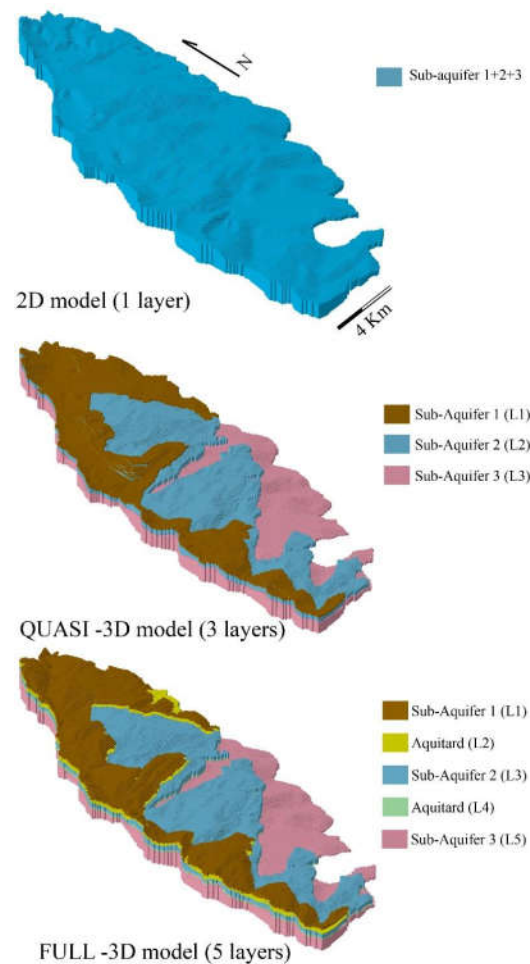 N
Sub-aquifer 1+2+3
2D model (1 layer)
4 Km
Sub-Aquifer 1 (L1)
Sub-Aquifer 2 (L2)
Sub-Aquifer 3 (L3)
QUASI -3D model (3 layers)
Sub-Aquifer 1 (L1)
Aquitard (L2)
Sub-Aquifer 2 (L3)
Aquitard (L4)
Sub-Aquifer 3 (L5)
FULL -3D model (5 layers)